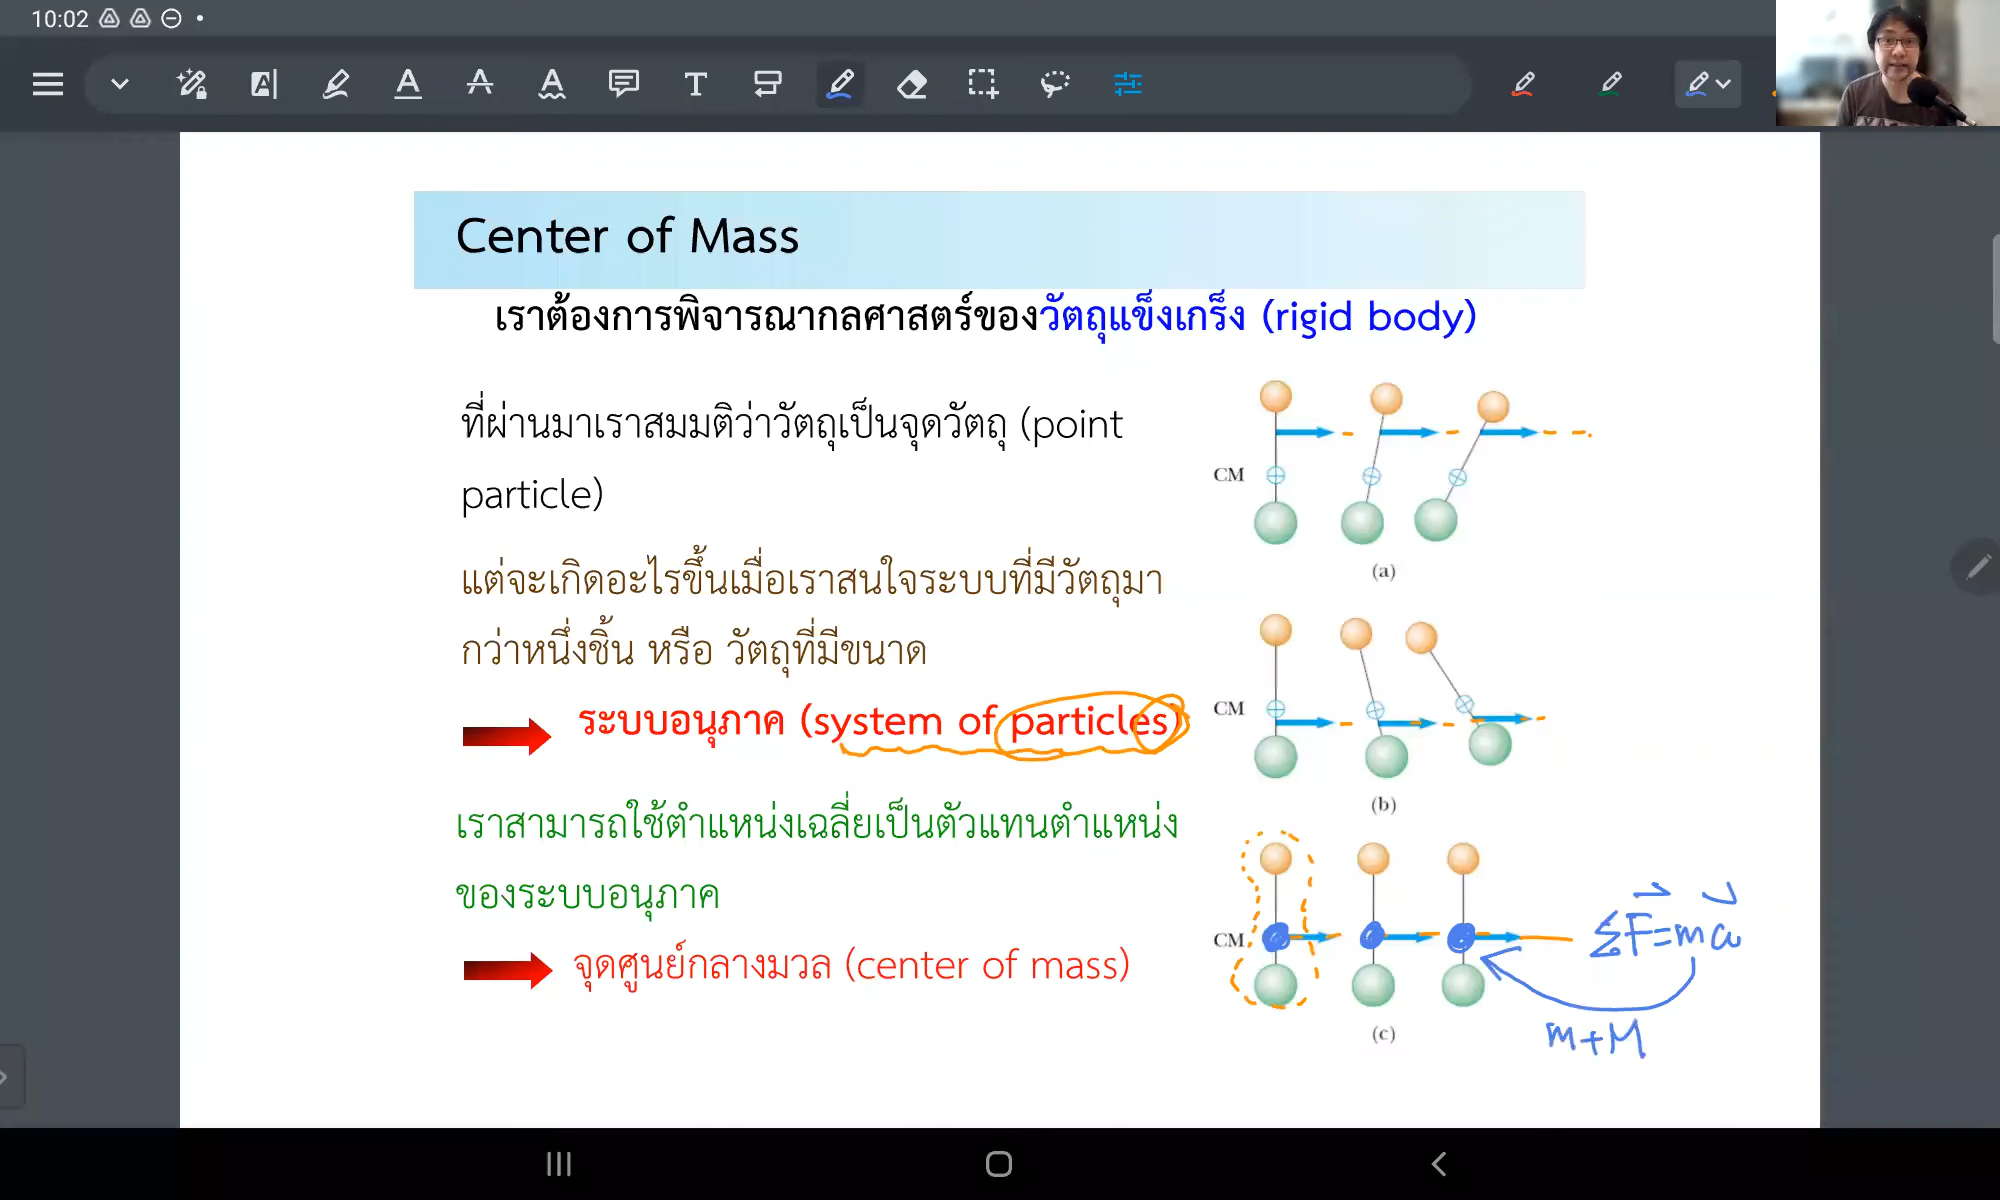 10:02
Center of Mass
เราต้องการพิจารณากลศาสตร์ของวัตถุแข็งเกร็ง (rigid body)
ที่ผ่านมาเราสมมติว่าวัตถุเป็นจุดวัตถุ (point
particle)
แต่จะเกิดอะไรขึ้นเมื่อเราสนใจระบบที่มีวัตถุมา
กว่าหนึ่งชิ้น หรือ วัตถุที่มีขนาด
ระบบอนุภาค (system of particles)
เราสามารถใช้ตำแหน่งเฉลี่ยเป็นตัวแทนตำแหน่ง
ของระบบอนุภาค
จุดศูนย์กลางมวล (center of mass)
CM
(a)
CM
(b)
CM
(c)
ΣF=ma
m+M